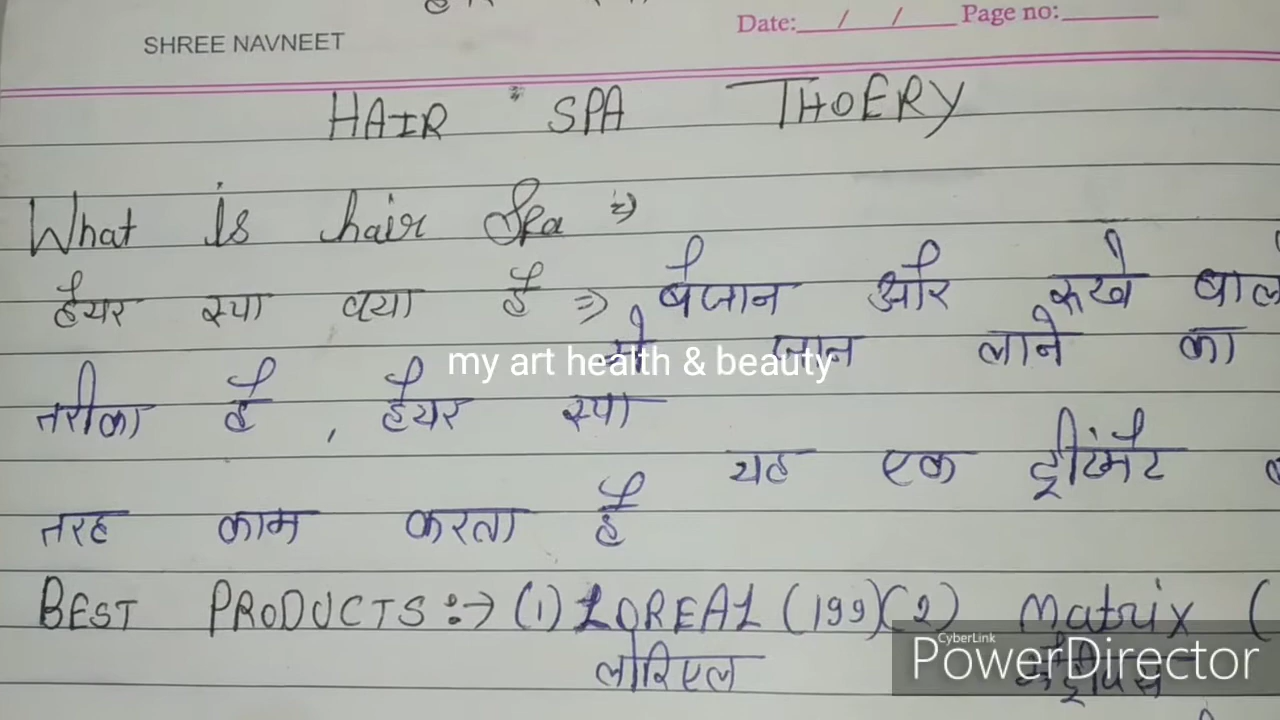 Date: / / Page no:
SHREE NAVNEET
HAIR SPA THOERY
What is hair Spa ⇒
हेयर स्पा क्या है ⇒ बेजान और रूखे
में जान लाने का
तरीका है , हेयर स्पा
यह एक ट्रीटमेंट
तरह काम करता है
BEST PRODUCTS :→ (1) LOREAL (199)(2) Matrix (
लोरिएल
my art health & beauty
CyberLink
PowerDirector